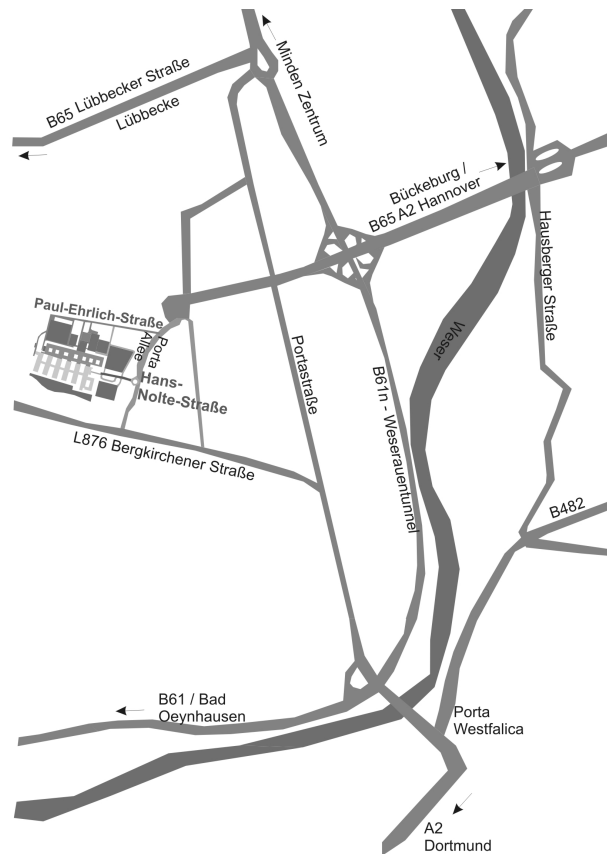 Minden Zentrum
B65 Lübbecker Straße
Lübbecke
Bückeburg /
B65 A2 Hannover
Hausberger Straße
Paul-Ehrlich-Straße
Porta
Allee
Hans-
Nolte-Straße
Portastraße
Weser
B61n - Weserauentunnel
L876 Bergkirchener Straße
B482
B61 / Bad
Oeynhausen
Porta
Westfalica
A2
Dortmund